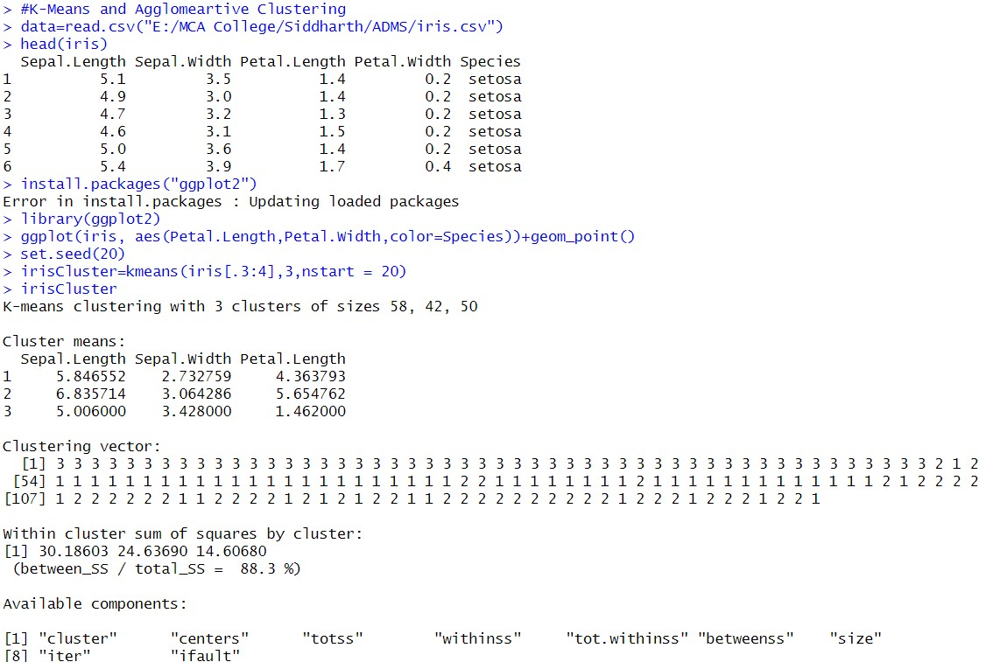 > #K-Means and Agglomeartive Clustering
> data=read.csv("E:/MCA College/Siddharth/ADMS/iris.csv")
> head(iris)
  Sepal.Length Sepal.Width Petal.Length Petal.Width Species
1          5.1         3.5          1.4         0.2  setosa
2          4.9         3.0          1.4         0.2  setosa
3          4.7         3.2          1.3         0.2  setosa
4          4.6         3.1          1.5         0.2  setosa
5          5.0         3.6          1.4         0.2  setosa
6          5.4         3.9          1.7         0.4  setosa
> install.packages("ggplot2")
Error in install.packages : Updating loaded packages
> library(ggplot2)
> ggplot(iris, aes(Petal.Length,Petal.Width,color=Species))+geom_point()
> set.seed(20)
> irisCluster=kmeans(iris[.3:4],3,nstart = 20)
> irisCluster
K-means clustering with 3 clusters of sizes 58, 42, 50

Cluster means:
  Sepal.Length Sepal.Width Petal.Length
1     5.846552    2.732759     4.363793
2     6.835714    3.064286     5.654762
3     5.006000    3.428000     1.462000

Clustering vector:
  [1] 3 3 3 3 3 3 3 3 3 3 3 3 3 3 3 3 3 3 3 3 3 3 3 3 3 3 3 3 3 3 3 3 3 3 3 3 3 3 3 3 3 3 3 3 3 3 3 3 3 3 2 1 2
 [54] 1 1 1 1 1 1 1 1 1 1 1 1 1 1 1 1 1 1 1 1 1 1 1 1 2 2 1 1 1 1 1 1 1 1 2 1 1 1 1 1 1 1 1 1 1 1 1 1 2 1 2 2 2 2
[107] 1 2 2 2 2 2 2 1 1 2 2 2 2 1 2 1 2 1 2 2 1 1 2 2 2 2 2 2 2 2 2 2 1 2 2 2 1 2 2 2 1 2 2 1

Within cluster sum of squares by cluster:
[1] 30.18603 24.63690 14.60680
 (between_SS / total_SS =  88.3 %)

Available components:

[1] "cluster"      "centers"      "totss"        "withinss"     "tot.withinss" "betweenss"    "size"
[8] "iter"         "ifault"